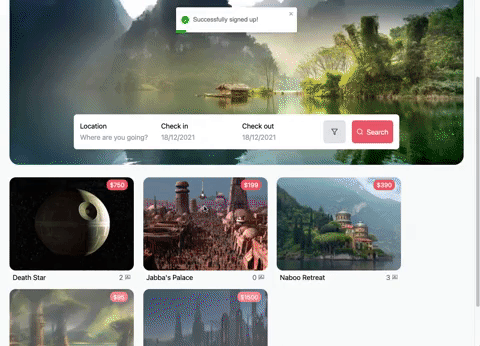 Successfully signed up!
Location
Check in
Check out
Where are you going?
18/12/2021
18/12/2021
Search
$750
$199
$390
Death Star
2
Jabba's Palace
0
Naboo Retreat
3
$95
$1500